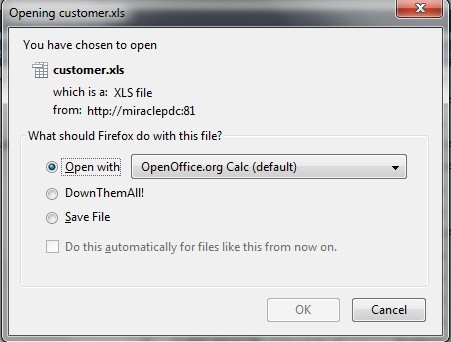 Opening customer.xls
You have chosen to open
customer.xls
which is a: XLS file
from: http://miraclepdc:81
What should Firefox do with this file?
Open with OpenOffice.org Calc (default)
DownThemAll!
Save File
Do this automatically for files like this from now on.
OK Cancel